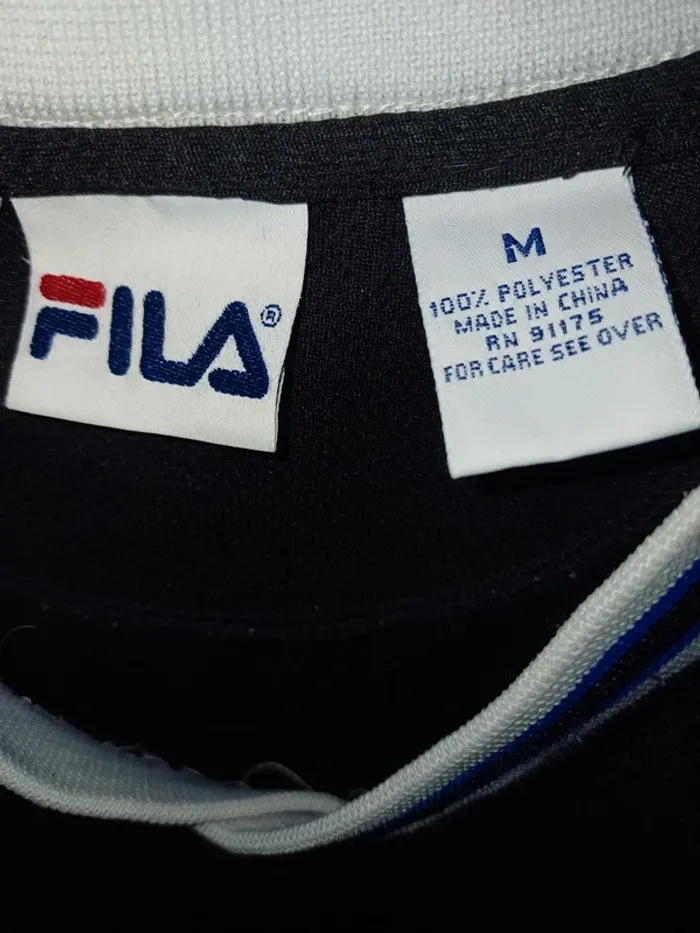 FILA®
M
100% POLYESTER
MADE IN CHINA
RN 91175
FOR CARE SEE OVER